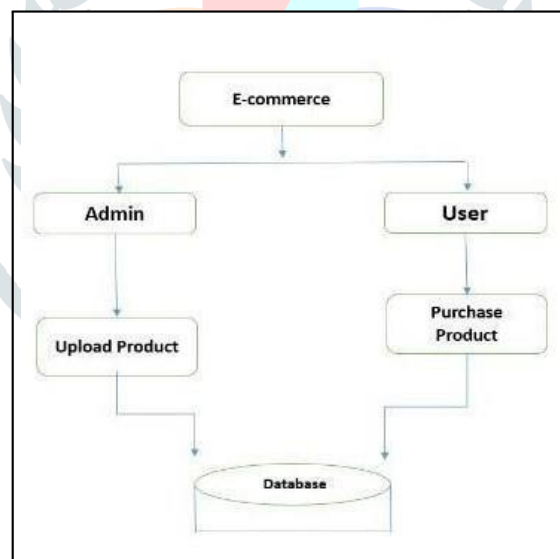 E-commerce
Admin
User
Upload Product
Purchase
Product
Database